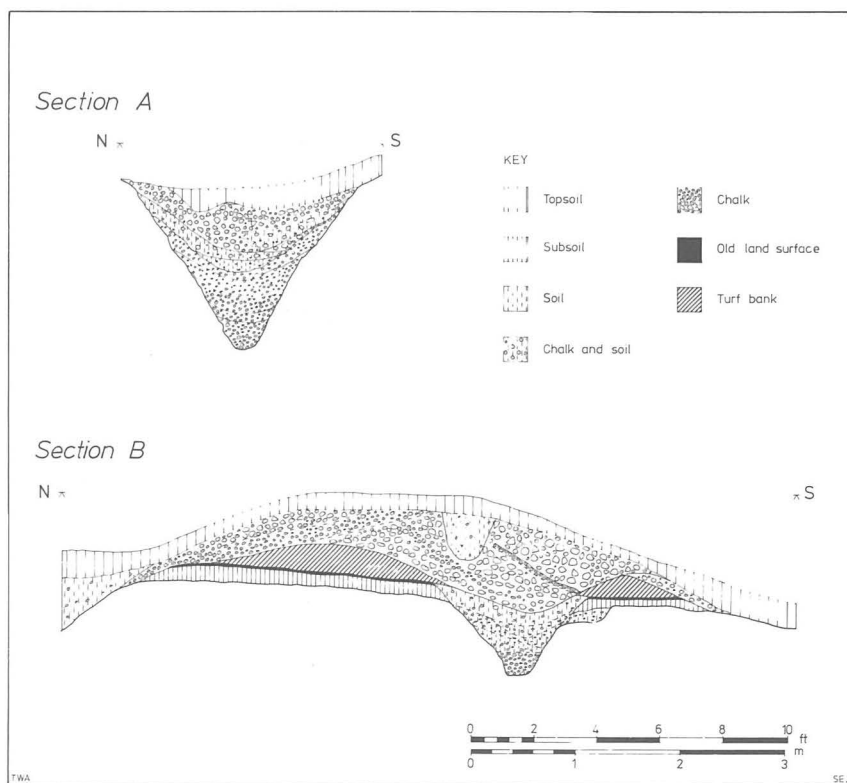 Section A
N
S
KEY
Topsoil
Chalk
Subsoil
Old land surface
Soil
Turf bank
Chalk and soil
Section B
N
S
0 2 4 6 8 10
ft
m
0 1 2 3
TWA
SEJ